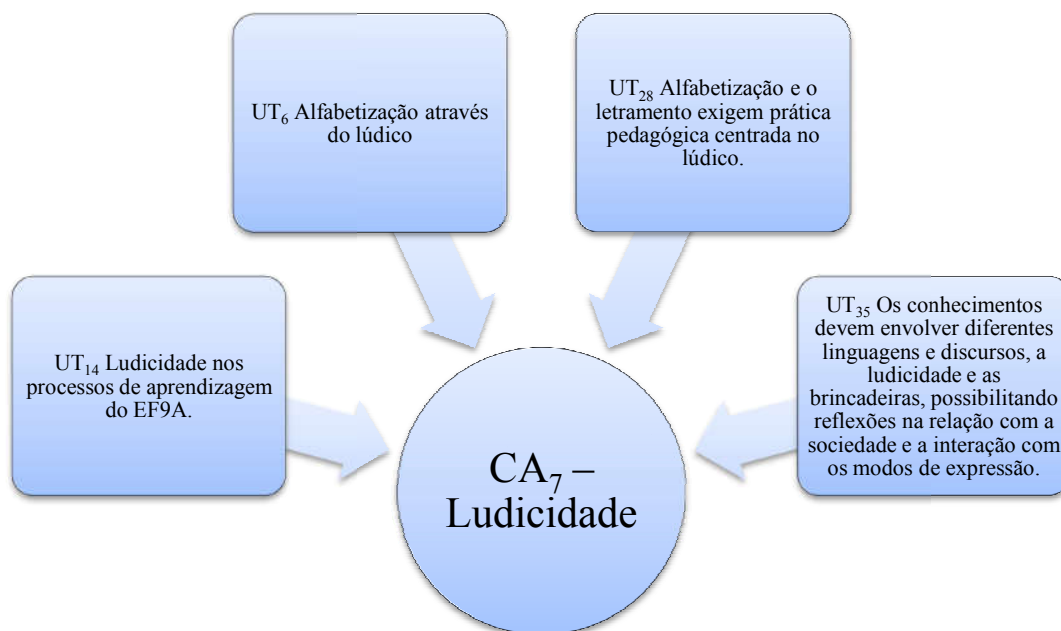 UT₆ Alfabetização através
do lúdico
UT₂₈ Alfabetização e o
letramento exigem prática
pedagógica centrada no
lúdico.
UT₁₄ Ludicidade nos
processos de aprendizagem
do EF9A.
UT₃₅ Os conhecimentos
devem envolver diferentes
linguagens e discursos, a
ludicidade e as
brincadeiras, possibilitando
reflexões na relação com a
sociedade e a interação com
os modos de expressão.
CA₇ –
Ludicidade